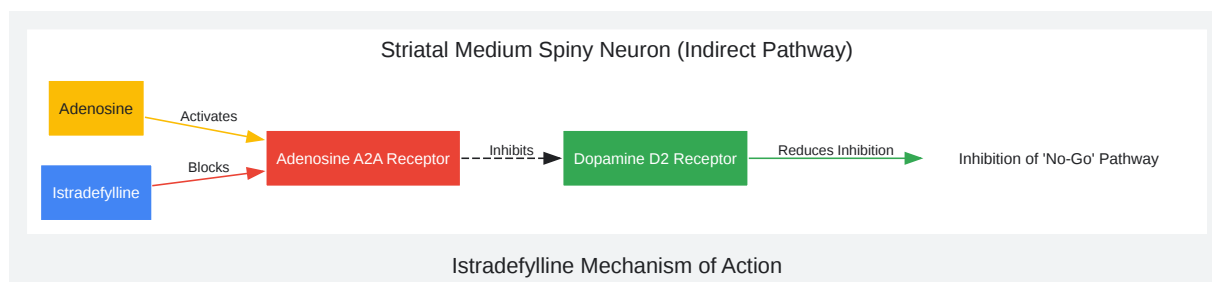 Striatal Medium Spiny Neuron (Indirect Pathway)
Adenosine
Activates
Istradefylline
Blocks
Adenosine A2A Receptor
Inhibits
Dopamine D2 Receptor
Reduces Inhibition
Inhibition of 'No-Go' Pathway
Istradefylline Mechanism of Action